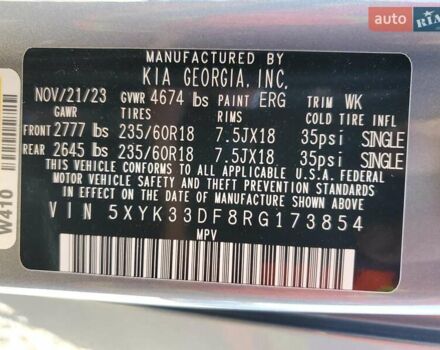 auto RIA
MANUFACTURED BY
KIA GEORGIA, INC.
NOV/21/23 GVWR 4674 lbs PAINT ERG TRIM WK
GAWR TIRES RIMS COLD TIRE INFL
FRONT 2777 lbs 235/60R18 7.5JX18 35psi SINGLE
REAR 2645 lbs 235/60R18 7.5JX18 35psi SINGLE
THIS VEHICLE CONFORMS TO ALL APPLICABLE U.S.A. FEDERAL
MOTOR VEHICLE SAFETY, BUMPER, AND THEFT PREVENTION STANDARDS
IN EFFECT ON THE DATE OF MANUFACTURE SHOWN ABOVE.
VIN 5XYK33DF8RG173854
MPV
W410